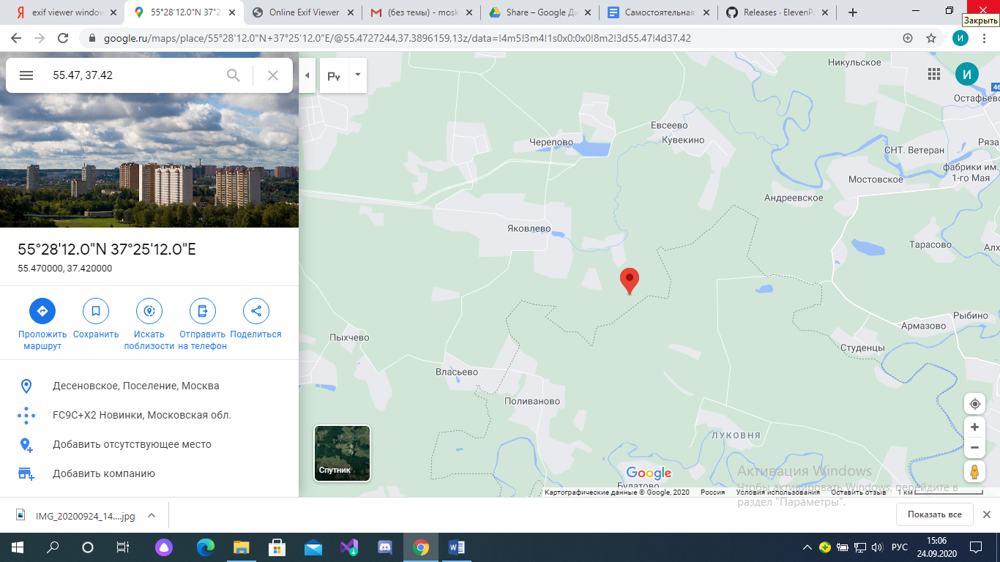 exif viewer window
55°28'12.0"N 37°2
Online Exif Viewer
(без темы) - mosk
Share – Google Ди
Самостоятельная
Releases · ElevenPa
Закрыть
google.ru/maps/place/55°28'12.0"N+37°25'12.0"E/@55.4727244,37.3896159,13z/data=!4m5!3m4!1s0x0:0x0!8m2!3d55.47!4d37.42
И
55.47, 37.42
Ру
И
Никульское
46
Остафьево
Евсеево
Кувекино
Черепово
СНТ. Ветеран
Ряза
фабрики им.
1-го Мая
Мостовское
Андреевское
Яковлево
Тарасово
Алх
55°28'12.0"N 37°25'12.0"E
55.470000, 37.420000
Проложить
маршрут
Сохранить
Искать
поблизости
Отправить
на телефон
Поделиться
Рыбино
Армазово
Пыхчево
Студенцы
Власьево
Поливаново
Десеновское, Поселение, Москва
FC9C+X2 Новинки, Московская обл.
Добавить отсутствующее место
Добавить компанию
ЛУКОВНЯ
Спутник
Google
Булатово
Активация Windows
Чтобы активировать Windows, перейдите в
раздел "Параметры".
Картографические данные © Google, 2020 Россия Условия использования Оставить отзыв 1 км
IMG_20200924_14....jpg
Показать все
РУС
15:06
24.09.2020